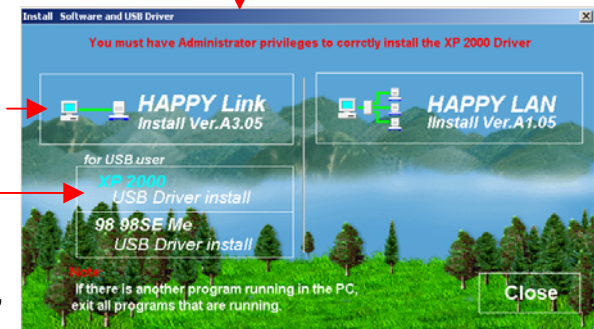 Install Software and USB Driver
You must have Administrator privileges to corrctly install the XP 2000 Driver
HAPPY Link
Install Ver.A3.05
HAPPY LAN
IInstall Ver.A1.05
for USB user
XP 2000
USB Driver install
98 98SE Me
USB Driver install
Note:
If there is another program running in the PC,
exit all programs that are running.
Close